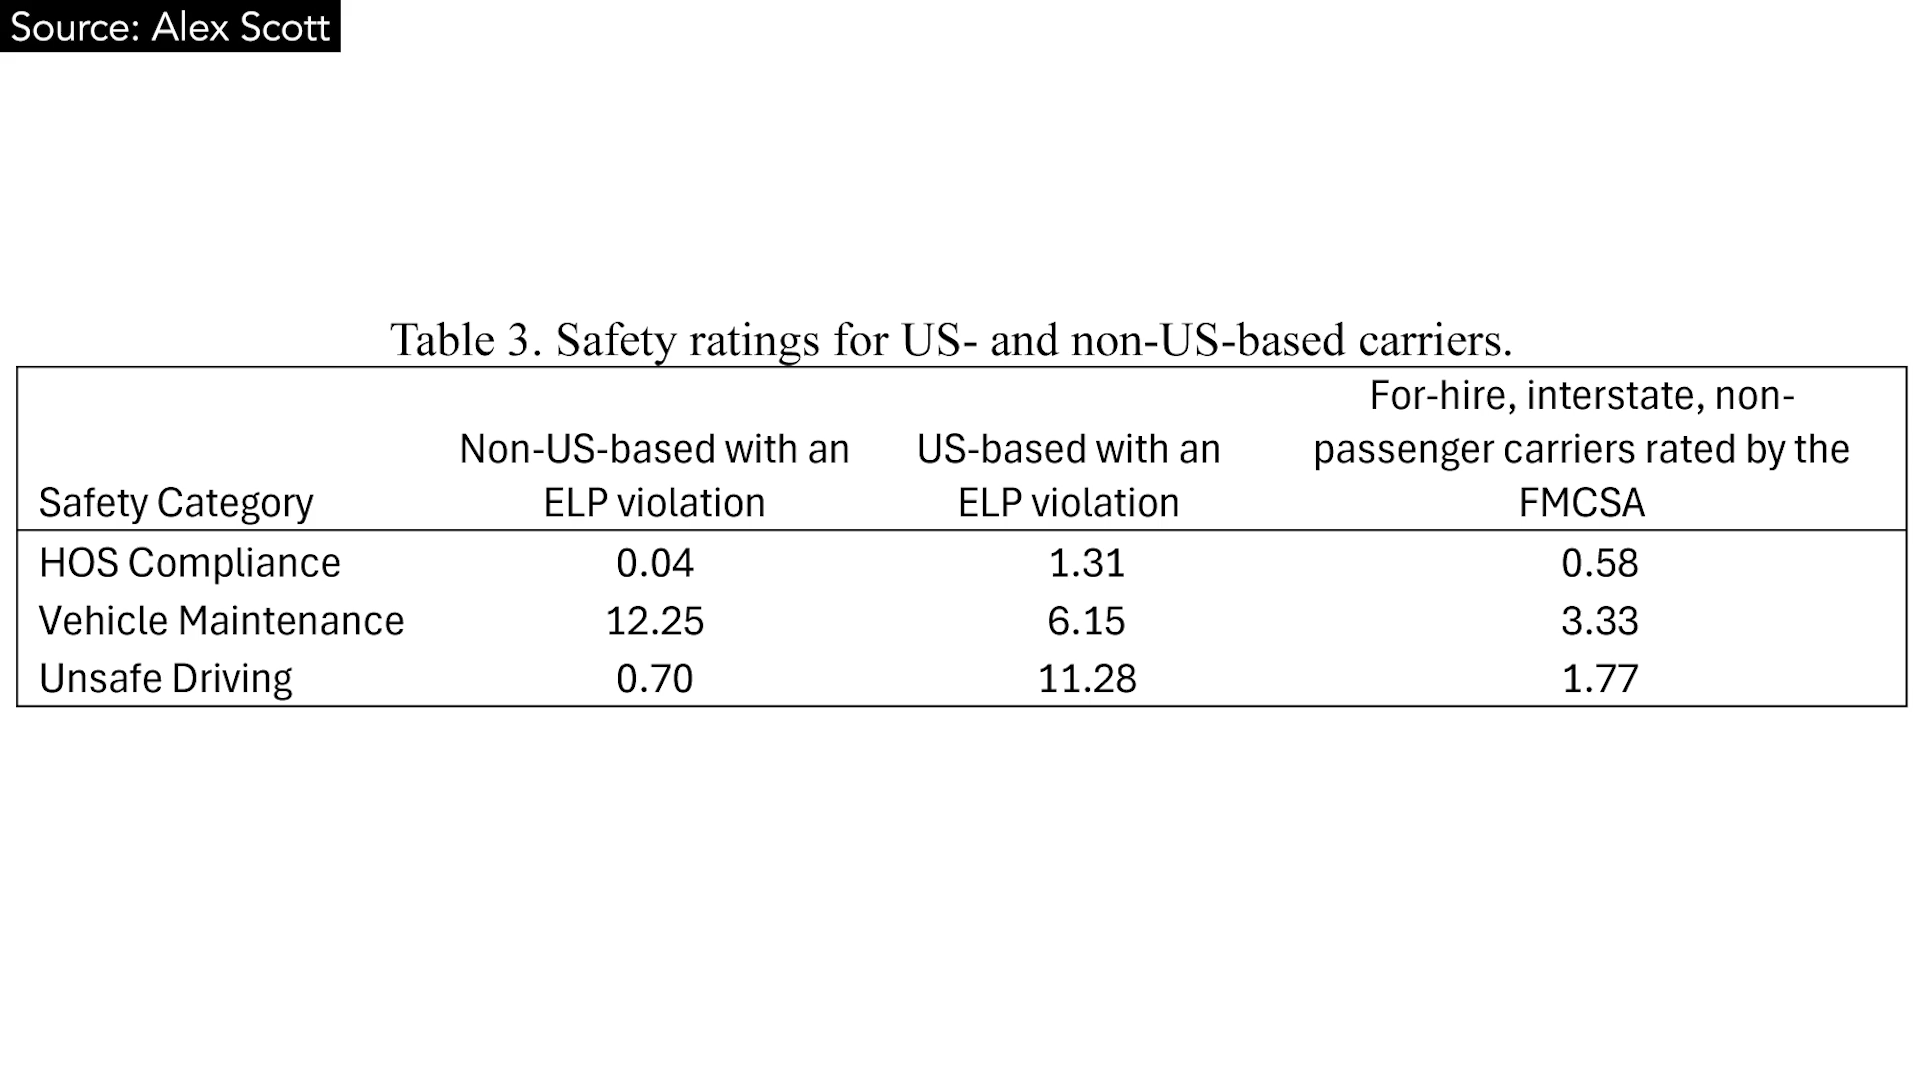 Source: Alex Scott
Table 3. Safety ratings for US- and non-US-based carriers.
For-hire, interstate, non-
Non-US-based with an US-based with an passenger carriers rated by the
Safety Category ELP violation ELP violation FMCSA
HOS Compliance 0.04 1.31 0.58
Vehicle Maintenance 12.25 6.15 3.33
Unsafe Driving 0.70 11.28 1.77